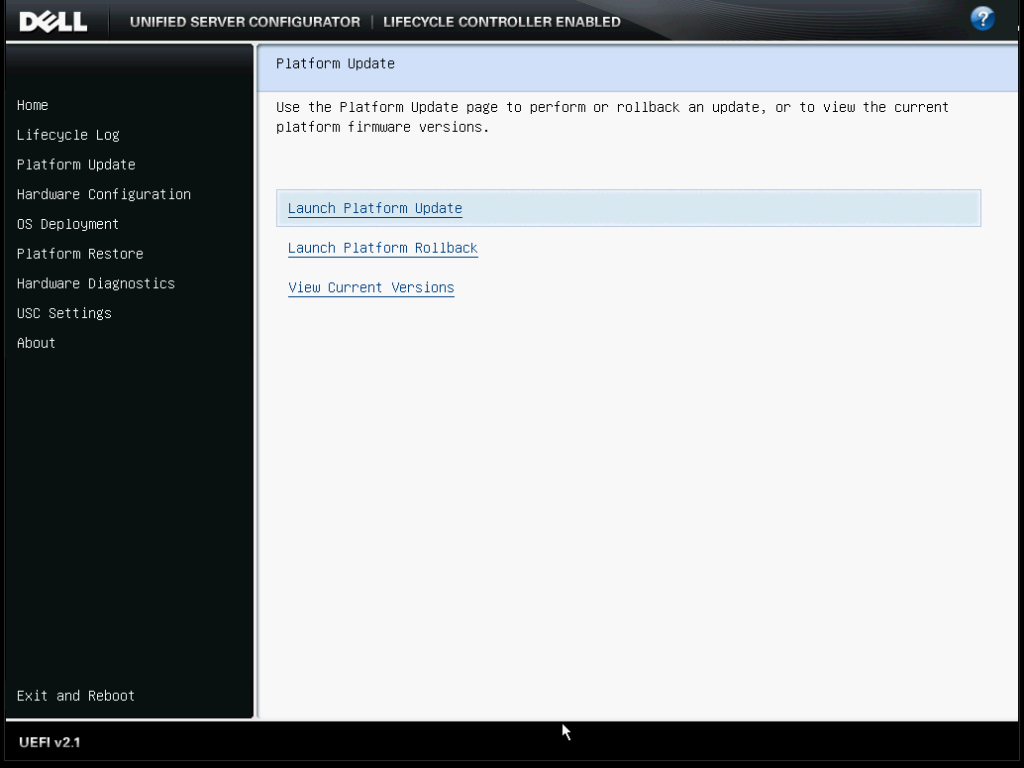 DELL
UNIFIED SERVER CONFIGURATOR | LIFECYCLE CONTROLLER ENABLED
?
Home
Lifecycle Log
Platform Update
Hardware Configuration
OS Deployment
Platform Restore
Hardware Diagnostics
USC Settings
About
Exit and Reboot
Platform Update
Use the Platform Update page to perform or rollback an update, or to view the current
platform firmware versions.
Launch Platform Update
Launch Platform Rollback
View Current Versions
UEFI v2.1